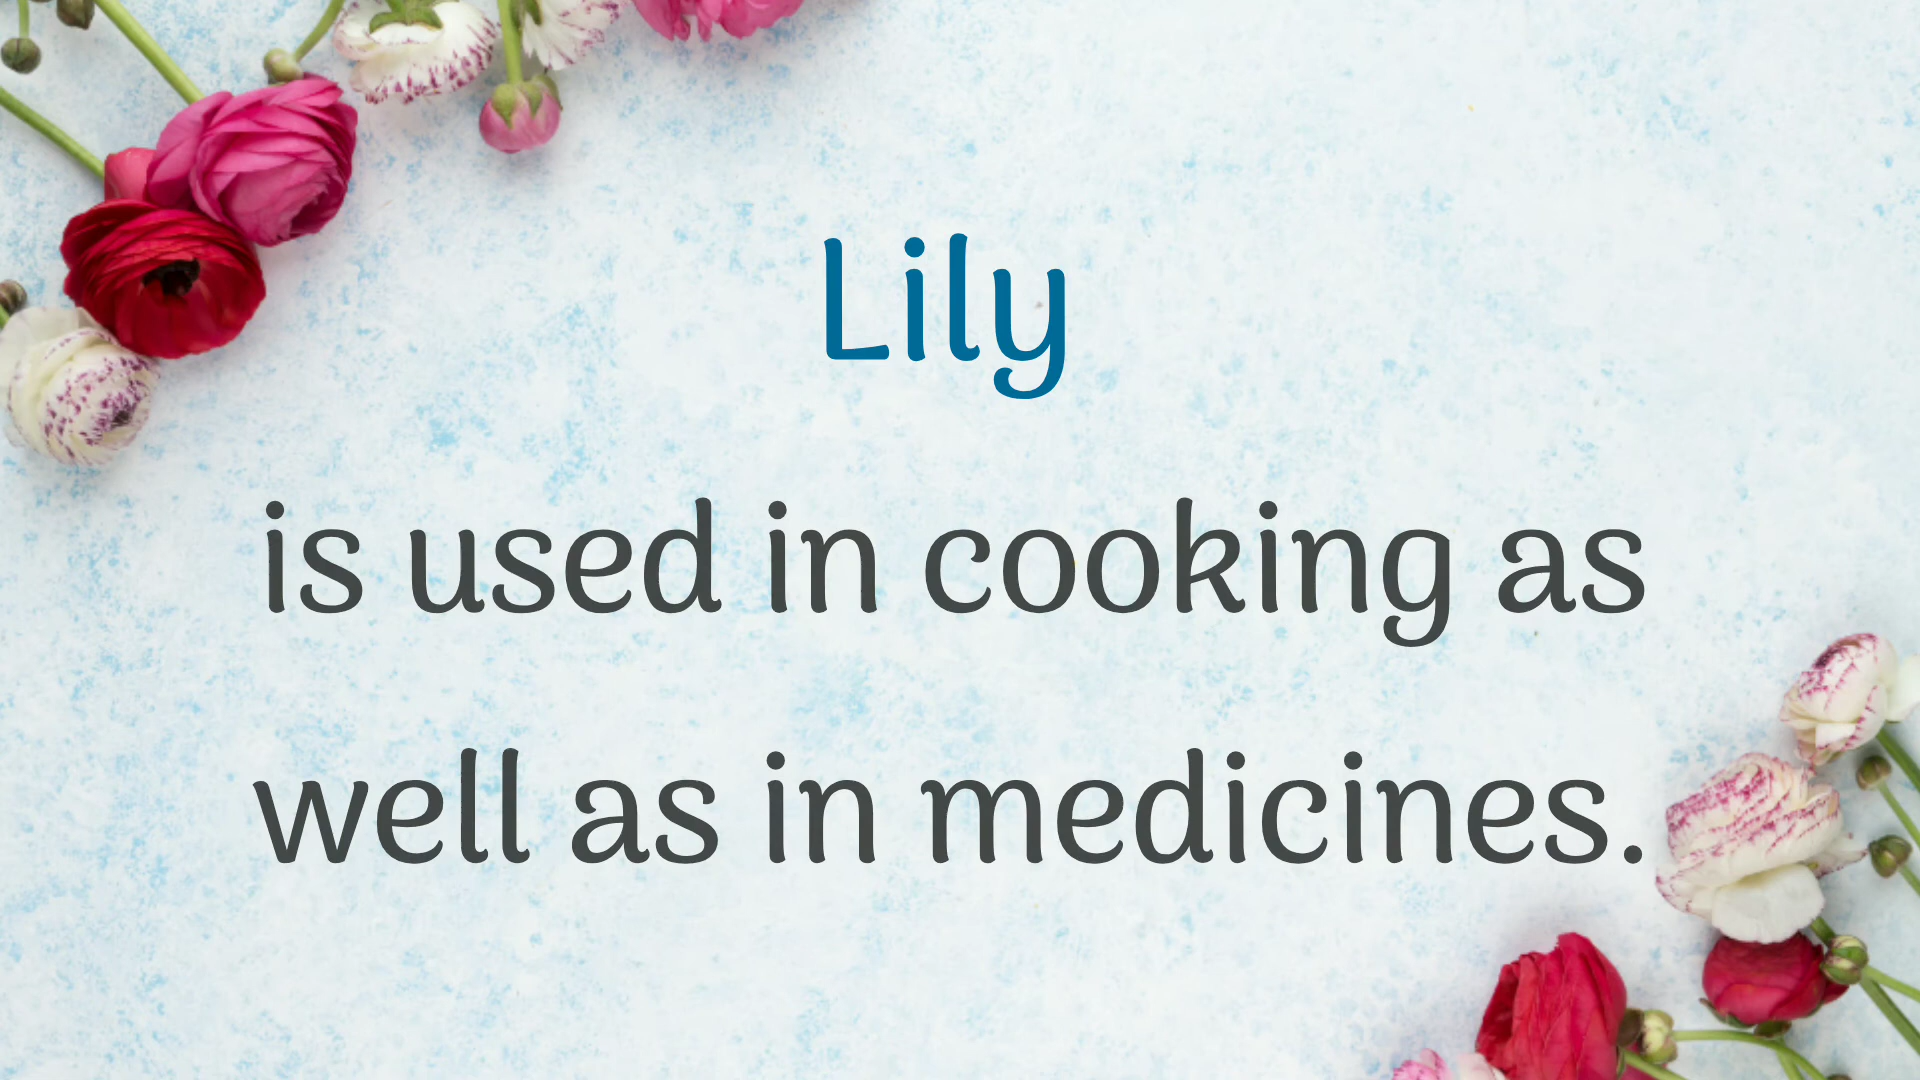 Lily
is used in cooking as
well as in medicines.